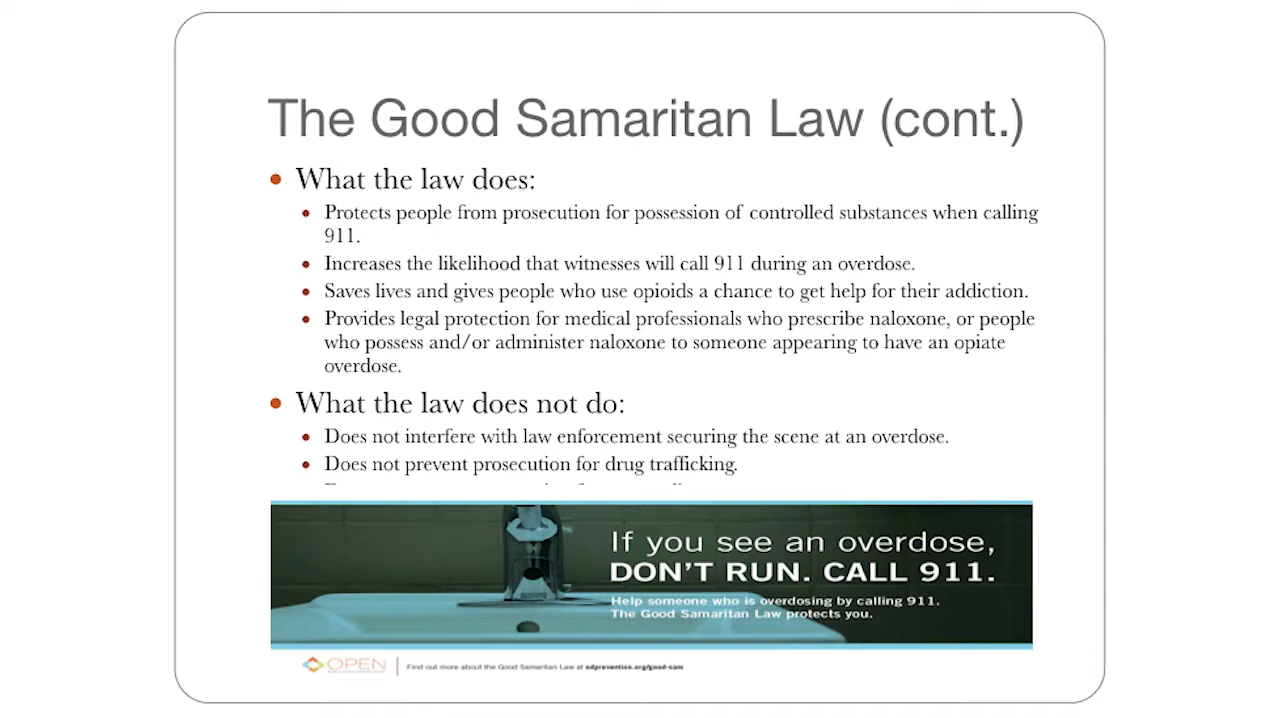 The Good Samaritan Law (cont.)
• What the law does:
• Protects people from prosecution for possession of controlled substances when calling
911.
• Increases the likelihood that witnesses will call 911 during an overdose.
• Saves lives and gives people who use opioids a chance to get help for their addiction.
• Provides legal protection for medical professionals who prescribe naloxone, or people
who possess and/or administer naloxone to someone appearing to have an opiate
overdose.
• What the law does not do:
• Does not interfere with law enforcement securing the scene at an overdose.
• Does not prevent prosecution for drug trafficking.
If you see an overdose,
DON'T RUN. CALL 911.
Help someone who is overdosing by calling 911.
The Good Samaritan Law protects you.
OPEN
Find out more about the Good Samaritan Law at odprevention.org/good-sam